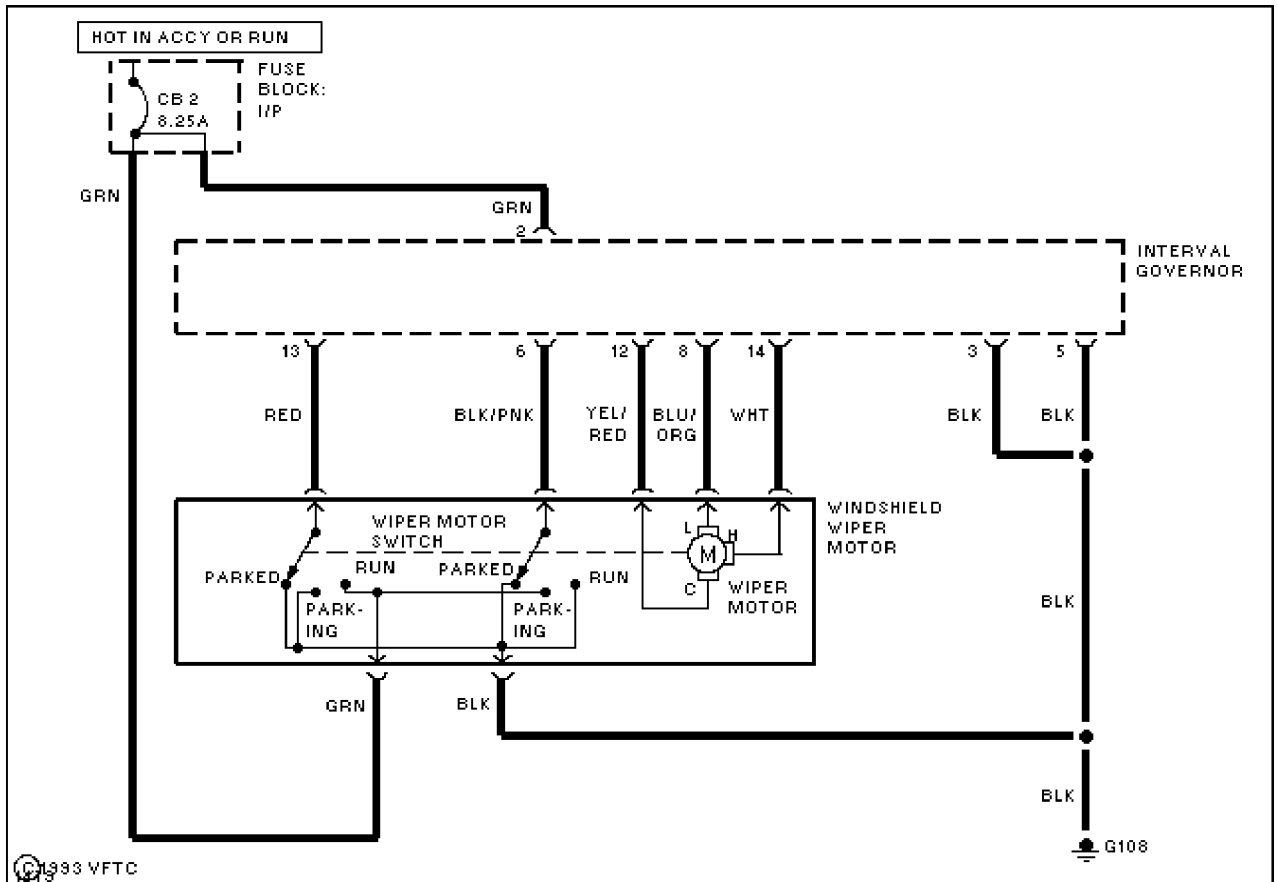 HOT IN ACCY OR RUN
FUSE
BLOCK:
I/P
CB 2
8.25A
GRN
GRN
2
INTERVAL
GOVERNOR
13
6
12
8
14
3
5
RED
BLK/PNK
YEL/
RED
BLU/
ORG
WHT
BLK
BLK
WINDSHIELD
WIPER
MOTOR
WIPER MOTOR
SWITCH
L
H
M
C
PARKED
RUN
PARKED
RUN
WIPER
MOTOR
PARK-
ING
PARK-
ING
BLK
GRN
BLK
BLK
G108
©1993 VFTC